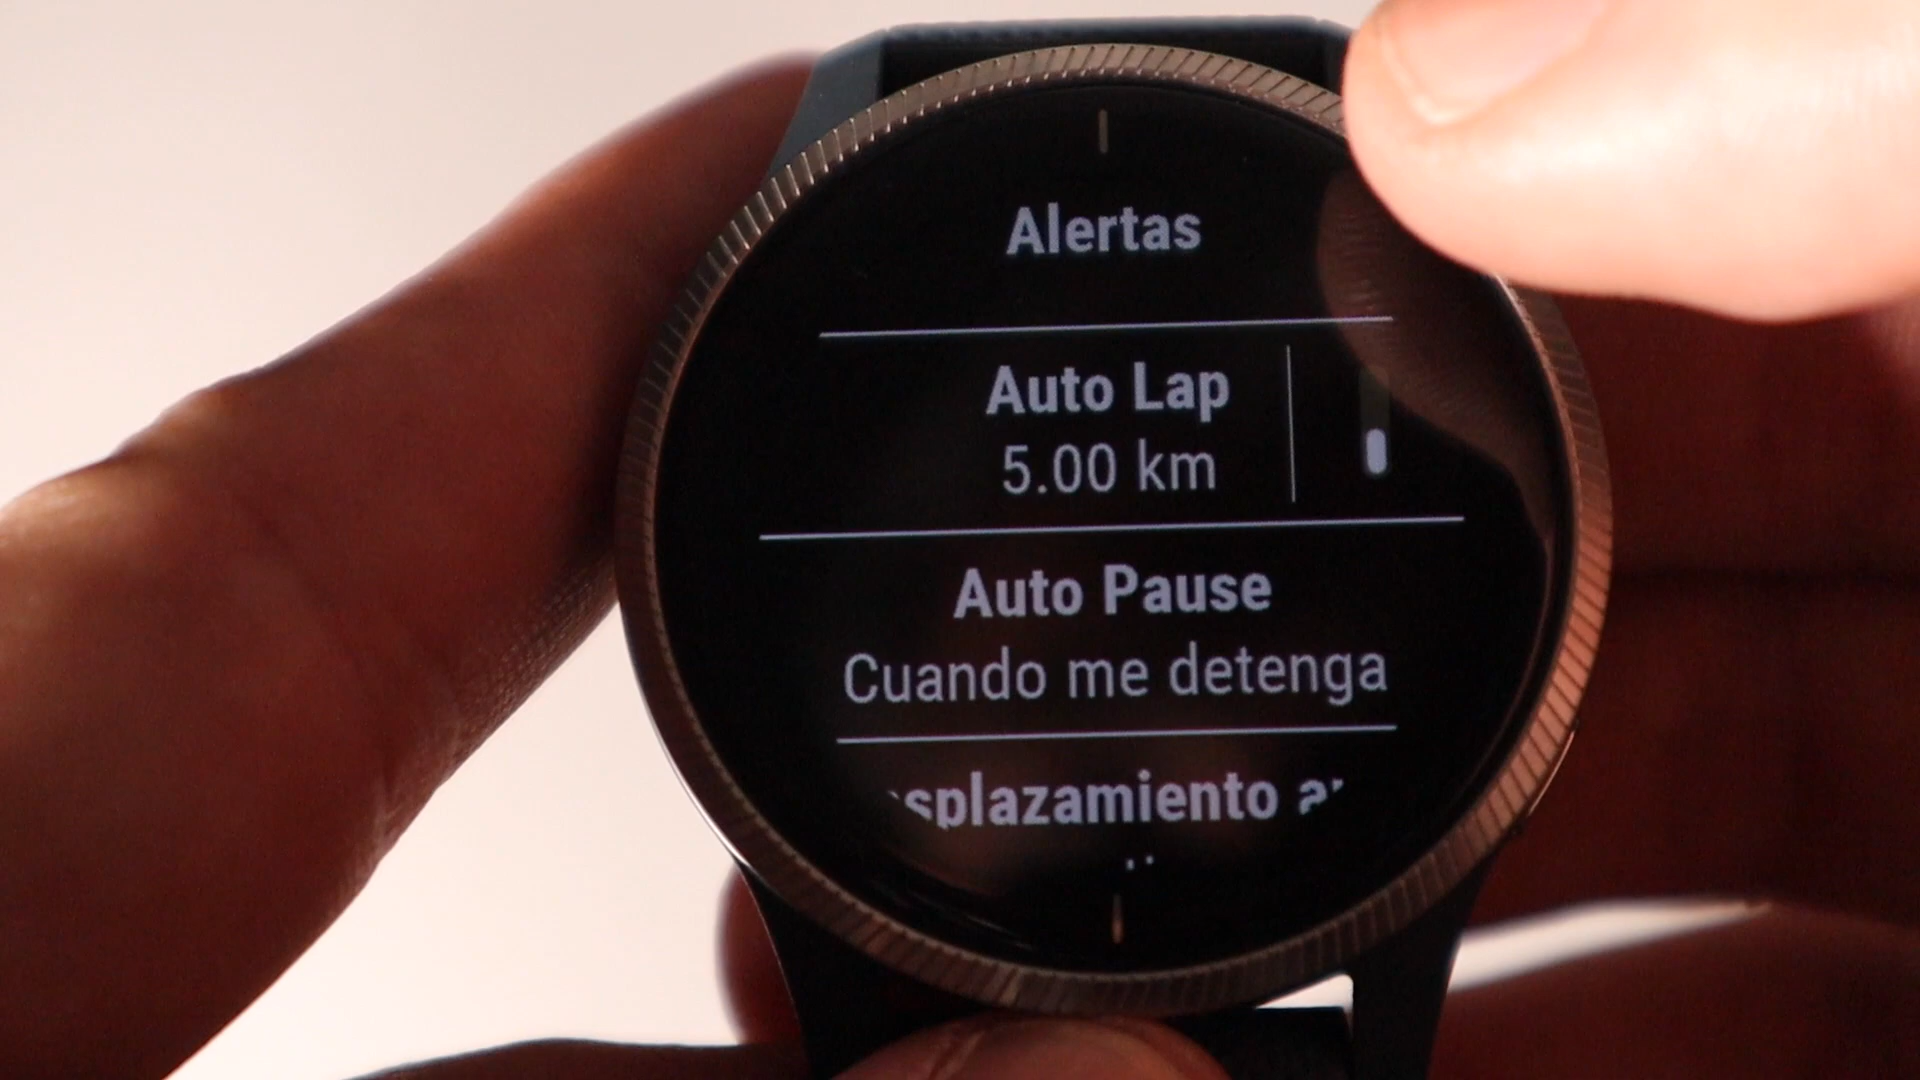 Alertas
Auto Lap
5.00 km
Auto Pause
Cuando me detenga